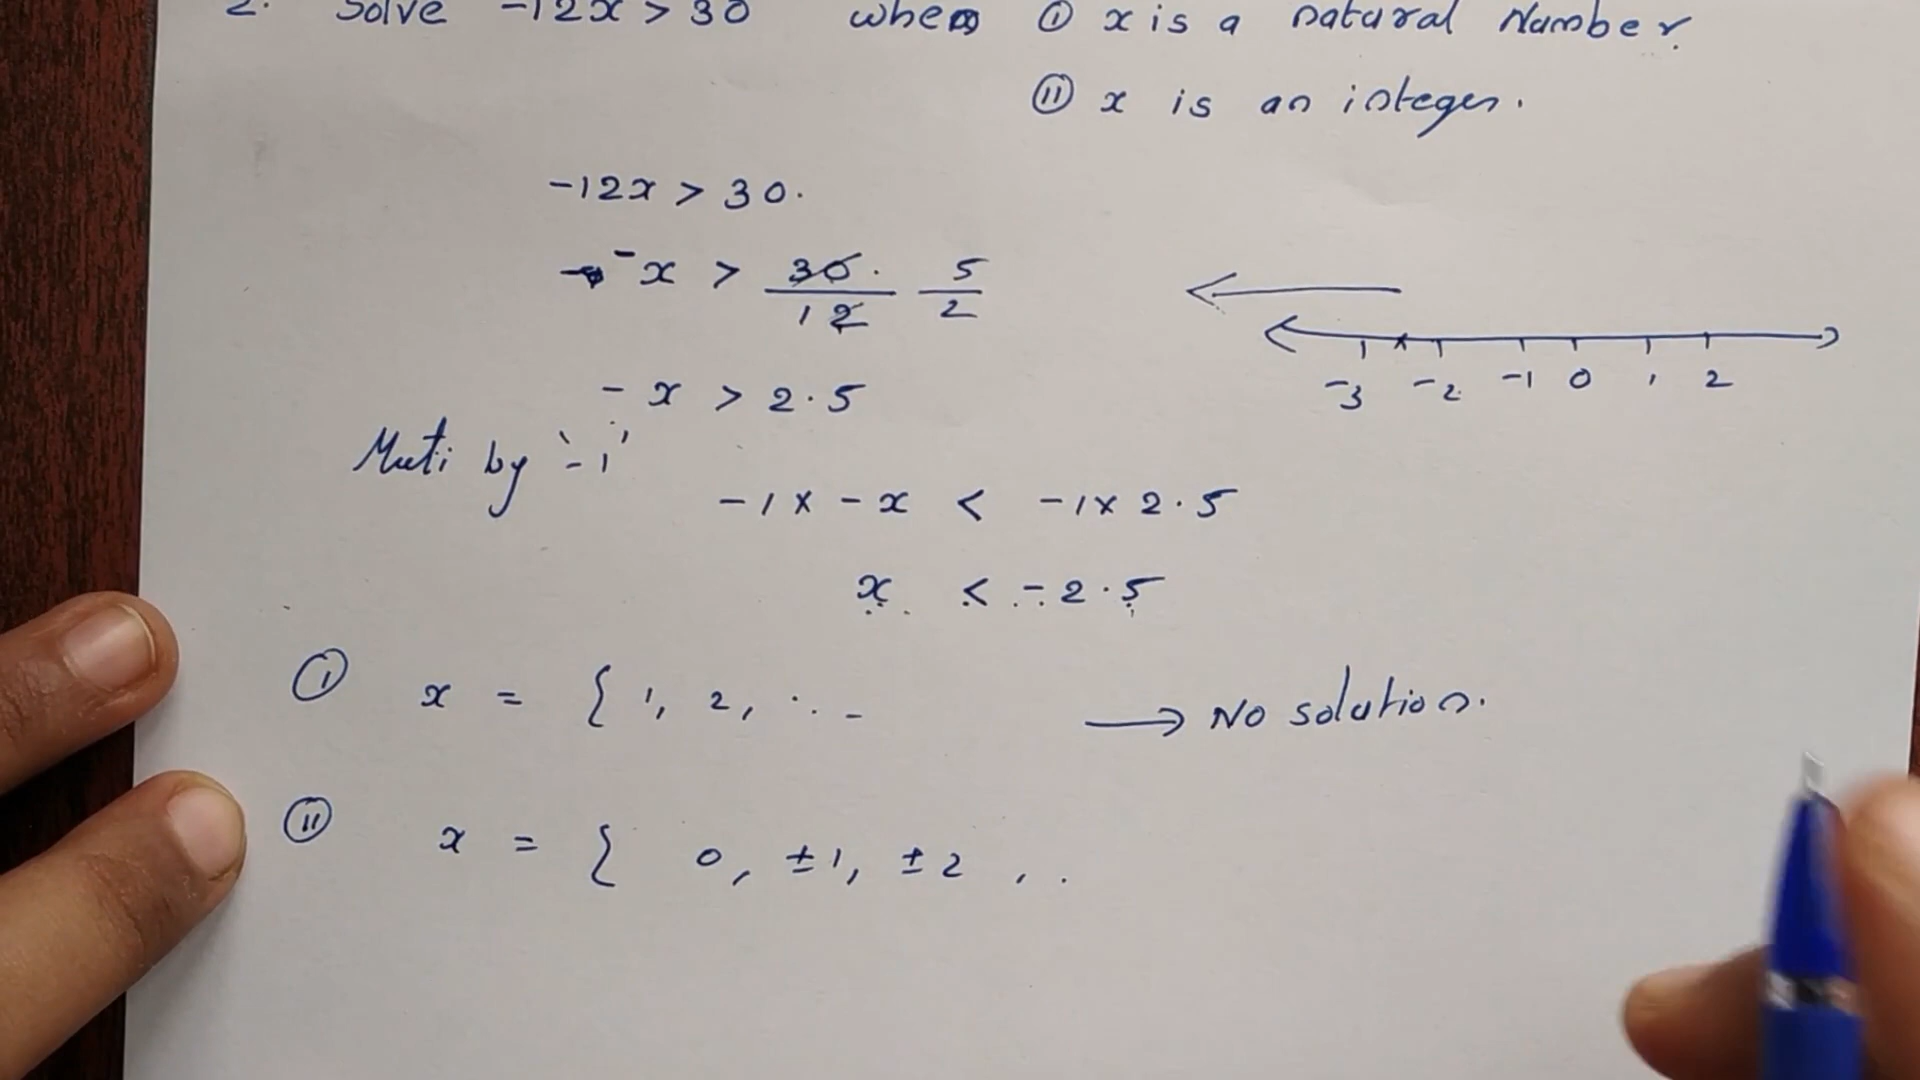 2. Solve -12x > 30 when (i) x is a natural Number.
(ii) x is an integer.
-12x > 30.
-x > 30/12 5/2
-x > 2.5
Multi by '-1'
-1 x -x < -1 x 2.5
x < -2.5
-3 -2 -1 0 1 2
(i) x = { 1, 2, ...
→ No solution.
(ii) x = { 0, ±1, ±2, ..